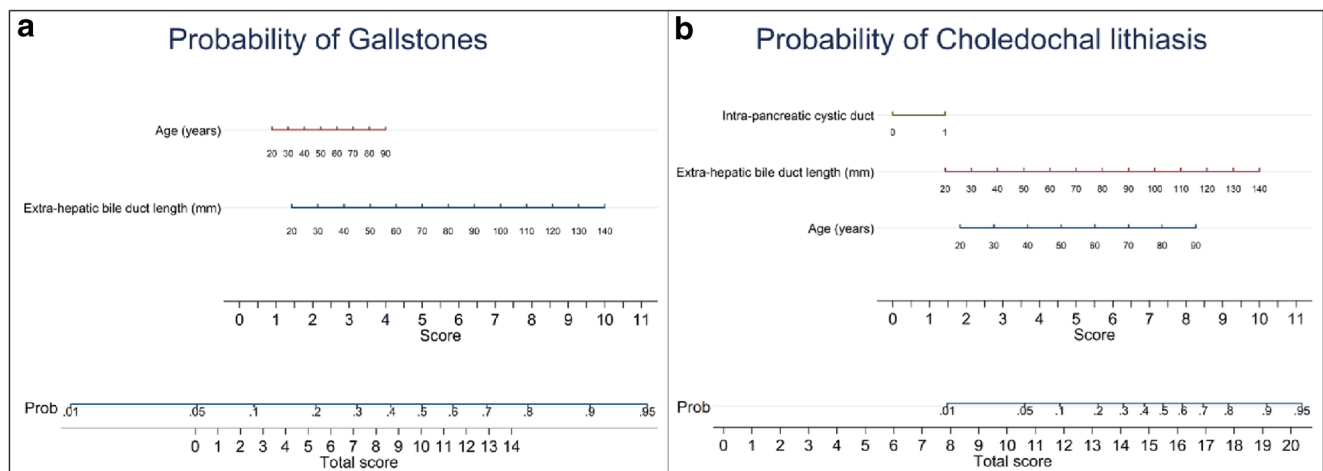 a
Probability of Gallstones
Age (years)
20 30 40 50 60 70 80 90
Extra-hepatic bile duct length (mm)
20 30 40 50 60 70 80 90 100 110 120 130 140
0 1 2 3 4 5 6 7 8 9 10 11
Score
Prob
.01 .05 .1 .2 .3 .4 .5 .6 .7 .8 .9 .95
0 1 2 3 4 5 6 7 8 9 10 11 12 13 14
Total score
b
Probability of Choledochal lithiasis
Intra-pancreatic cystic duct
0 1
Extra-hepatic bile duct length (mm)
20 30 40 50 60 70 80 90 100 110 120 130 140
Age (years)
20 30 40 50 60 70 80 90
0 1 2 3 4 5 6 7 8 9 10 11
Score
Prob
.01 .05 .1 .2 .3 .4 .5 .6 .7 .8 .9 .95
0 1 2 3 4 5 6 7 8 9 10 11 12 13 14 15 16 17 18 19 20
Total score